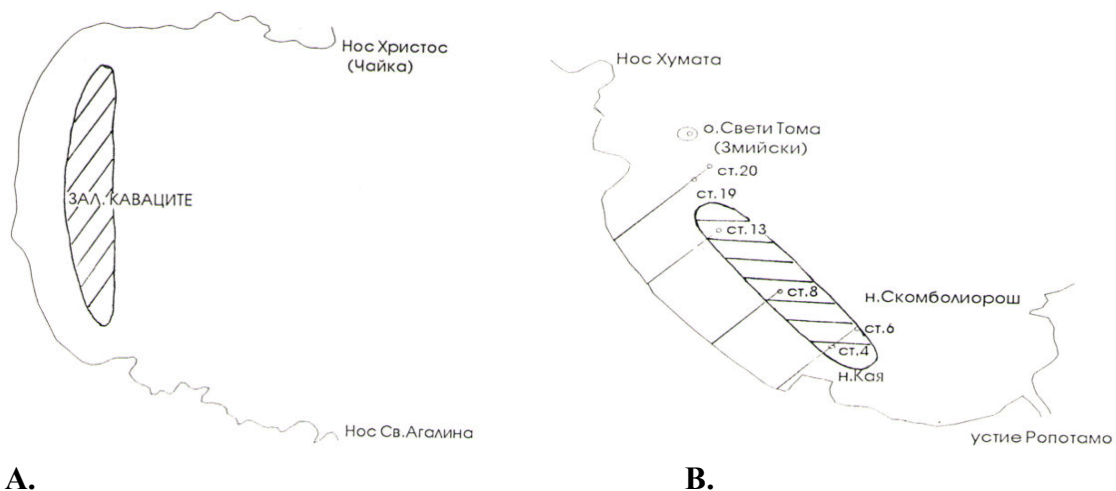 Нос Христос
(Чайка)
ЗАЛ. КАВАЦИТЕ
Нос Св.Агалина
А.
Нос Хумата
о.Свети Тома
(Змийски)
ст.20
ст.19
ст.13
ст.8
н.Скомболиорош
ст.6
ст.4
н.Кая
устие Ропотамо
В.